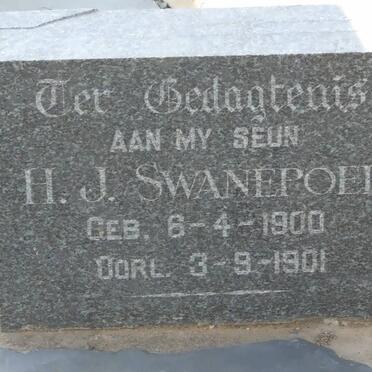 Ter Gedagtenis
AAN MY SEUN
H. J. SWANEPOEL
GEB. 6-4-1900
OORL. 3-9-1901